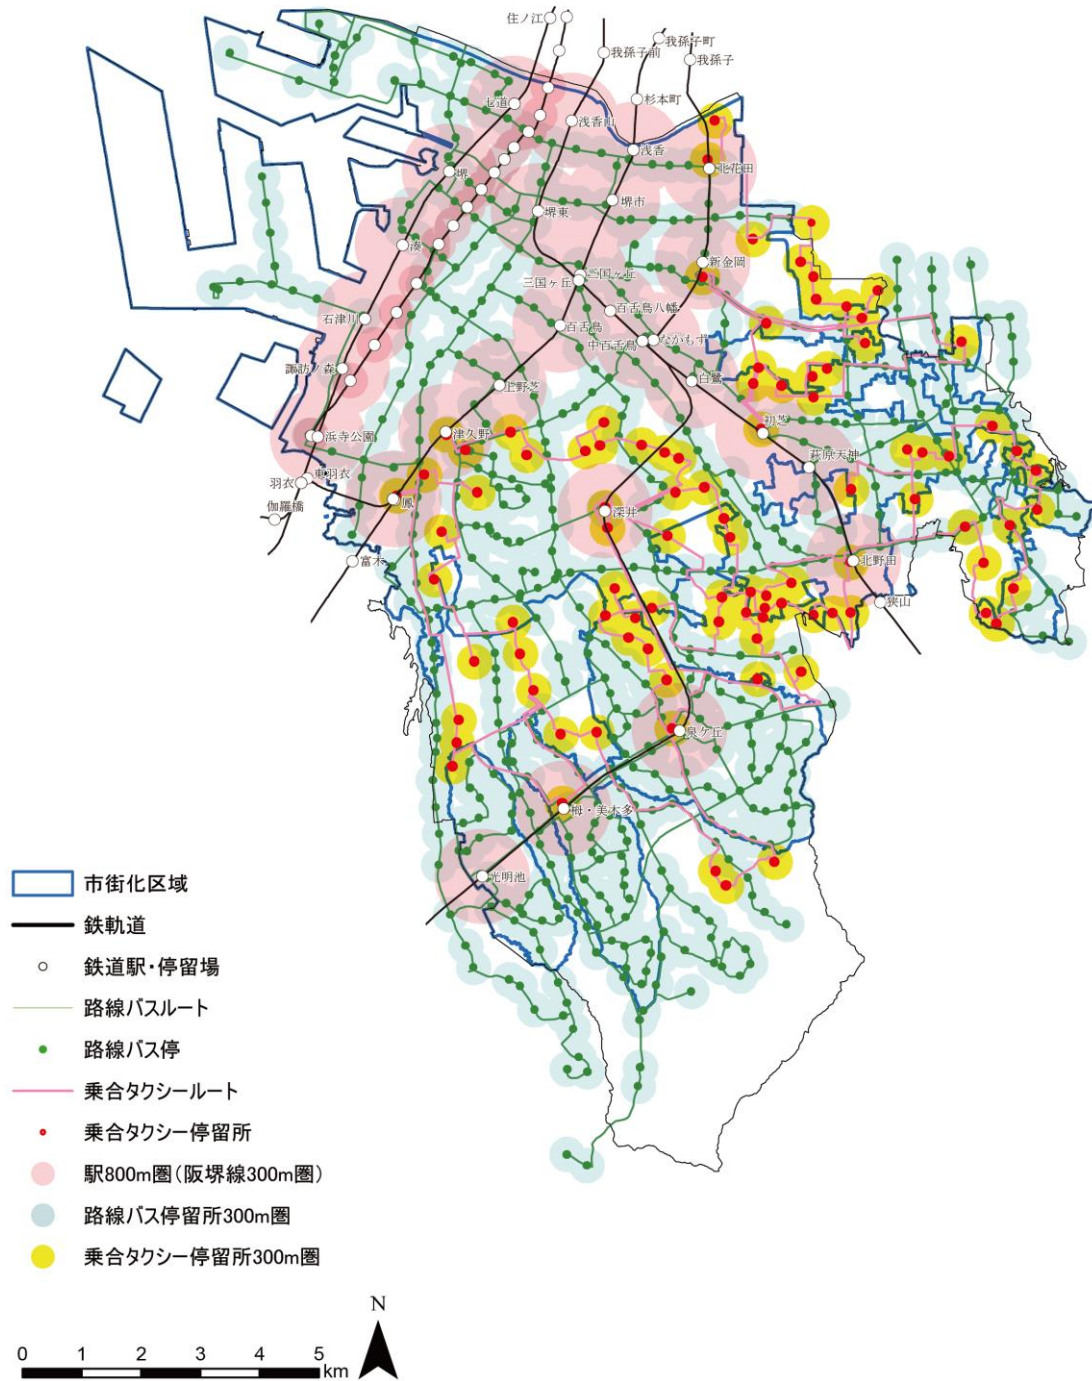 住ノ江
我孫子前
我孫子町
我孫子
七道
浅香山
杉本町
浅香
北花田
堺
堺東
堺市
湊
新金岡
三国ヶ丘
三国ヶ丘
百舌鳥八幡
石津川
百舌鳥
中百舌鳥
なかもず
諏訪ノ森
上野芝
白鷺
浜寺公園
津久野
初芝
萩原天神
羽衣
東羽衣
鳳
深井
伽羅橋
富木
北野田
狭山
泉ケ丘
栂・美木多
光明池
市街化区域
鉄軌道
鉄道駅・停留場
路線バスルート
路線バス停
乗合タクシールート
乗合タクシー停留所
駅800m圏(阪堺線300m圏)
路線バス停留所300m圏
乗合タクシー停留所300m圏
N
0 1 2 3 4 5
km